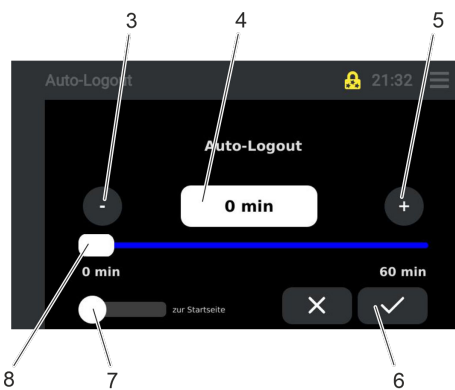 3 4 5
Auto-Logout 21:32
Auto-Logout
- 0 min +
0 min 60 min
zur Startseite
8 7 6